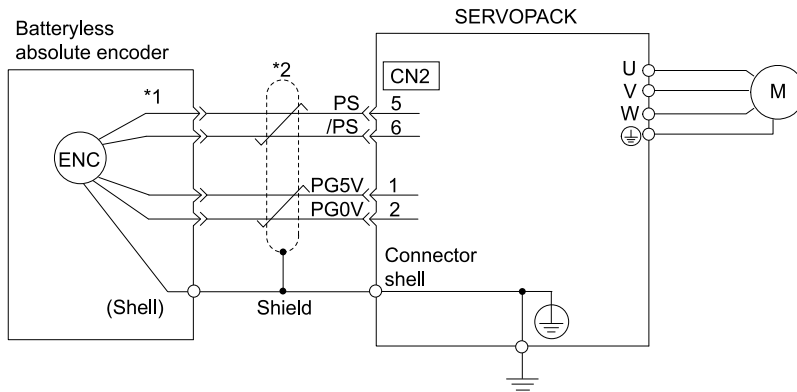 SERVOPACK
Batteryless
absolute encoder
*1
*2
CN2
PS 5
/PS 6
ENC
PG5V 1
PG0V 2
U
V
W
M
Connector
shell
(Shell)
Shield